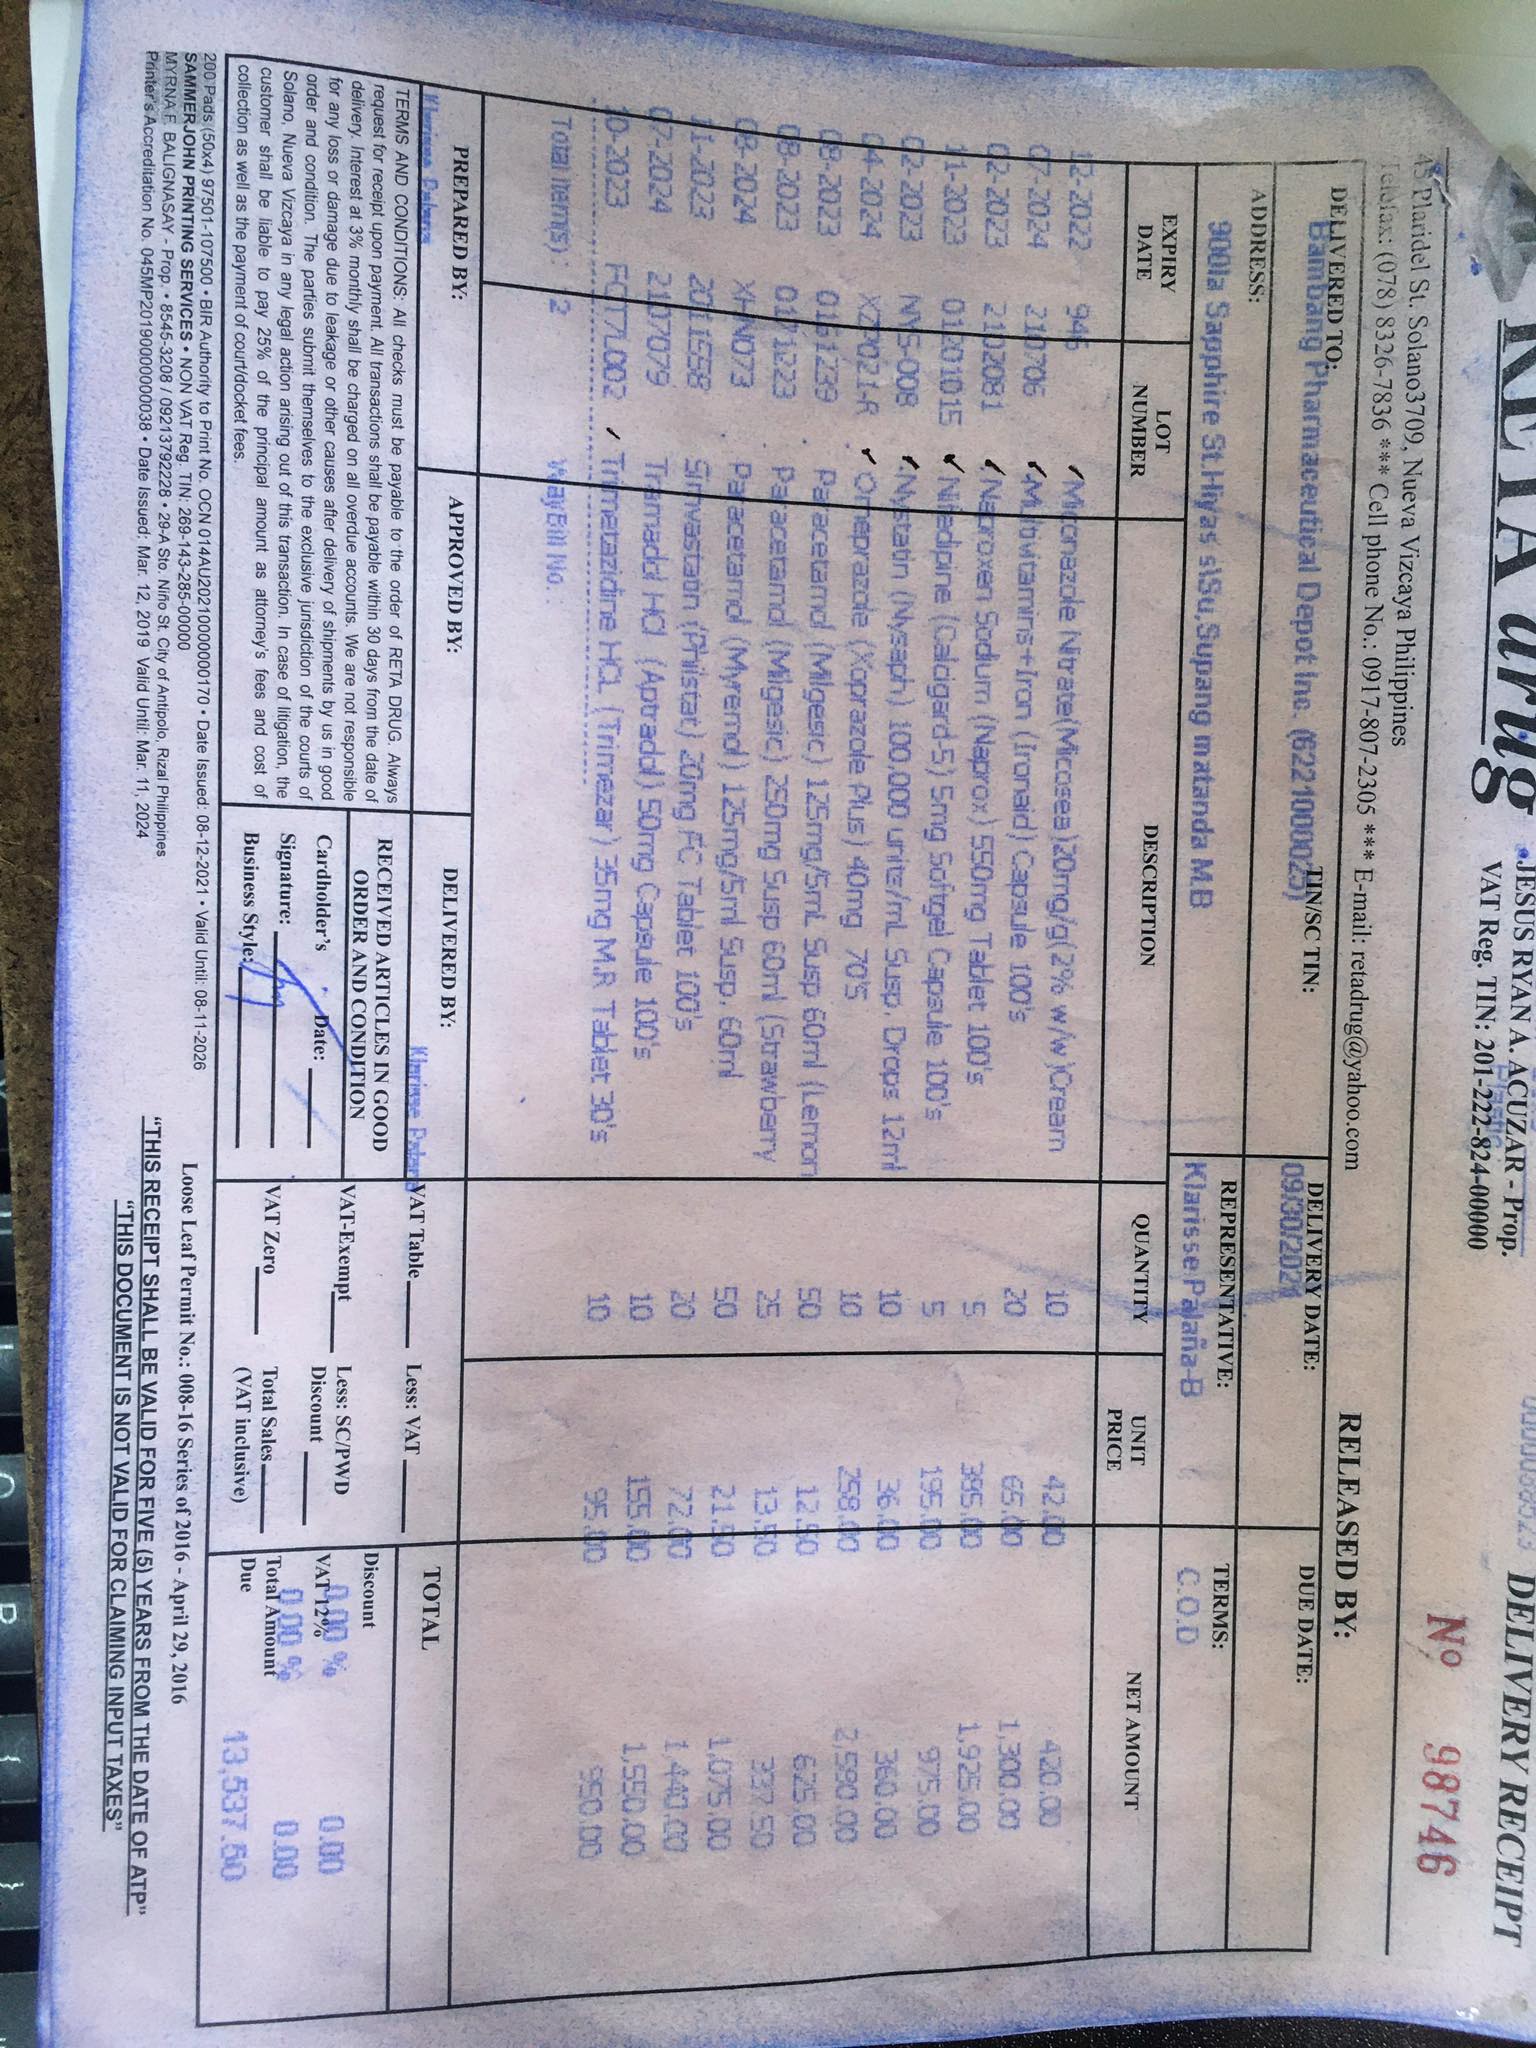 RETA drug
JESUS RYAN A. ACUZAR - Prop.
VAT Reg. TIN: 201-222-824-00000
DELIVERY RECEIPT
45 Plaridel St. Solano3709, Nueva Vizcaya Philippines
Telefax: (078) 8326-7836 *** Cell phone No.: 0917-807-2305 *** E-mail: retadrug@yahoo.com
No 98746
RELEASED BY:
DELIVERED TO: TIN/SC TIN: DELIVERY DATE: DUE DATE:
Bambang Pharmaceutical Depot Inc. (6221000025) 09/30/2021
ADDRESS: REPRESENTATIVE: TERMS:
900la Sapphire St.Hiyas s\Su,Supang matanda M.B Klarisse Palaña-B C.O.D
EXPIRY DATE LOT NUMBER DESCRIPTION QUANTITY UNIT PRICE NET AMOUNT
12-2022 946 Miconazole Nitrate(Micosea)20mg/g(2% w/w)Cream 10 42.00 420.00
07-2024 210706 Multivitamins+Iron (Ironaid) Capsule 100's 20 65.00 1,300.00
02-2023 2102081 Naproxen Sodium (Naprox) 550mg Tablet 100's 5 385.00 1,925.00
11-2023 01201015 Nifedipine (Calcigard-5) 5mg Softgel Capsule 100's 5 195.00 975.00
02-2023 NYS-008 Nystatin (Nysaph) 100,000 units/mL Susp. Drops 12ml 10 36.00 360.00
04-2024 XZP021-R Omeprazole (Xoprazole Plus) 40mg 70'S 10 258.00 2,580.00
08-2023 Paracetamol (Milgesic) 125mg/5mL Susp 60ml (Lemon 50 12.50 625.00
08-2023 0171223 Paracetamol (Milgesic) 250mg Susp 60ml (Strawberry 25 13.50 337.50
08-2024 XHN073 Paracetamol (Myremol) 125mg/5ml Susp. 60ml 50 21.50 1,075.00
11-2023 2011558 Simvastatin (Philstat) 20mg FC Tablet 100's 20 72.00 1,440.00
07-2024 2107079 Tramadol HCl (Aptradol) 50mg Capsule 100's 10 155.00 1,550.00
10-2023 FCT7L002 Trimetazidine HCL (Trimezar) 35mg M.R Tablet 30's 10 95.00 950.00
Total Item(s): 12 WayBill No.:
PREPARED BY: APPROVED BY: DELIVERED BY: TOTAL
VAT Table Less: VAT
TERMS AND CONDITIONS: All checks must be payable to the order of RETA DRUG. Always
request for receipt upon payment. All transactions shall be payable within 30 days from the date of
delivery. Interest at 3% monthly shall be charged on all overdue accounts. We are not responsible
for any loss or damage due to leakage or other causes after delivery of shipments by us in good
order and condition. The parties submit themselves to the exclusive jurisdiction of the courts of
Solano, Nueva Vizcaya in any legal action arising out of this transaction. In case of litigation, the
customer shall be liable to pay 25% of the principal amount as attorney's fees and cost of
collection as well as the payment of court/docket fees.
RECEIVED ARTICLES IN GOOD
ORDER AND CONDITION
Cardholder's Date:
Signature:
Business Style:
VAT-Exempt Less: SC/PWD Discount
VAT Zero Total Sales (VAT inclusive)
Discount
VAT 12% 0.00 % 0.00
Total Amount Due 0.00 % 0.00
13,537.50
200 Pads (50x4) 97501-107500 • BIR Authority to Print No. OCN 014AU20210000000170 • Date Issued: 08-12-2021 • Valid Until: 08-11-2026
SAMMERJOHN PRINTING SERVICES • NON VAT Reg. TIN: 269-143-285-00000
MYRNA F. BALIGNASAY - Prop. • 8545-3208 / 09213792228 • 29-A Sto. Niño St. City of Antipolo, Rizal Philippines
Printer's Accreditation No. 045MP20190000000038 • Date Issued: Mar. 12, 2019 Valid Until: Mar. 11, 2024
Loose Leaf Permit No.: 008-16 Series of 2016 - April 29, 2016
"THIS RECEIPT SHALL BE VALID FOR FIVE (5) YEARS FROM THE DATE OF ATP"
"THIS DOCUMENT IS NOT VALID FOR CLAIMING INPUT TAXES"